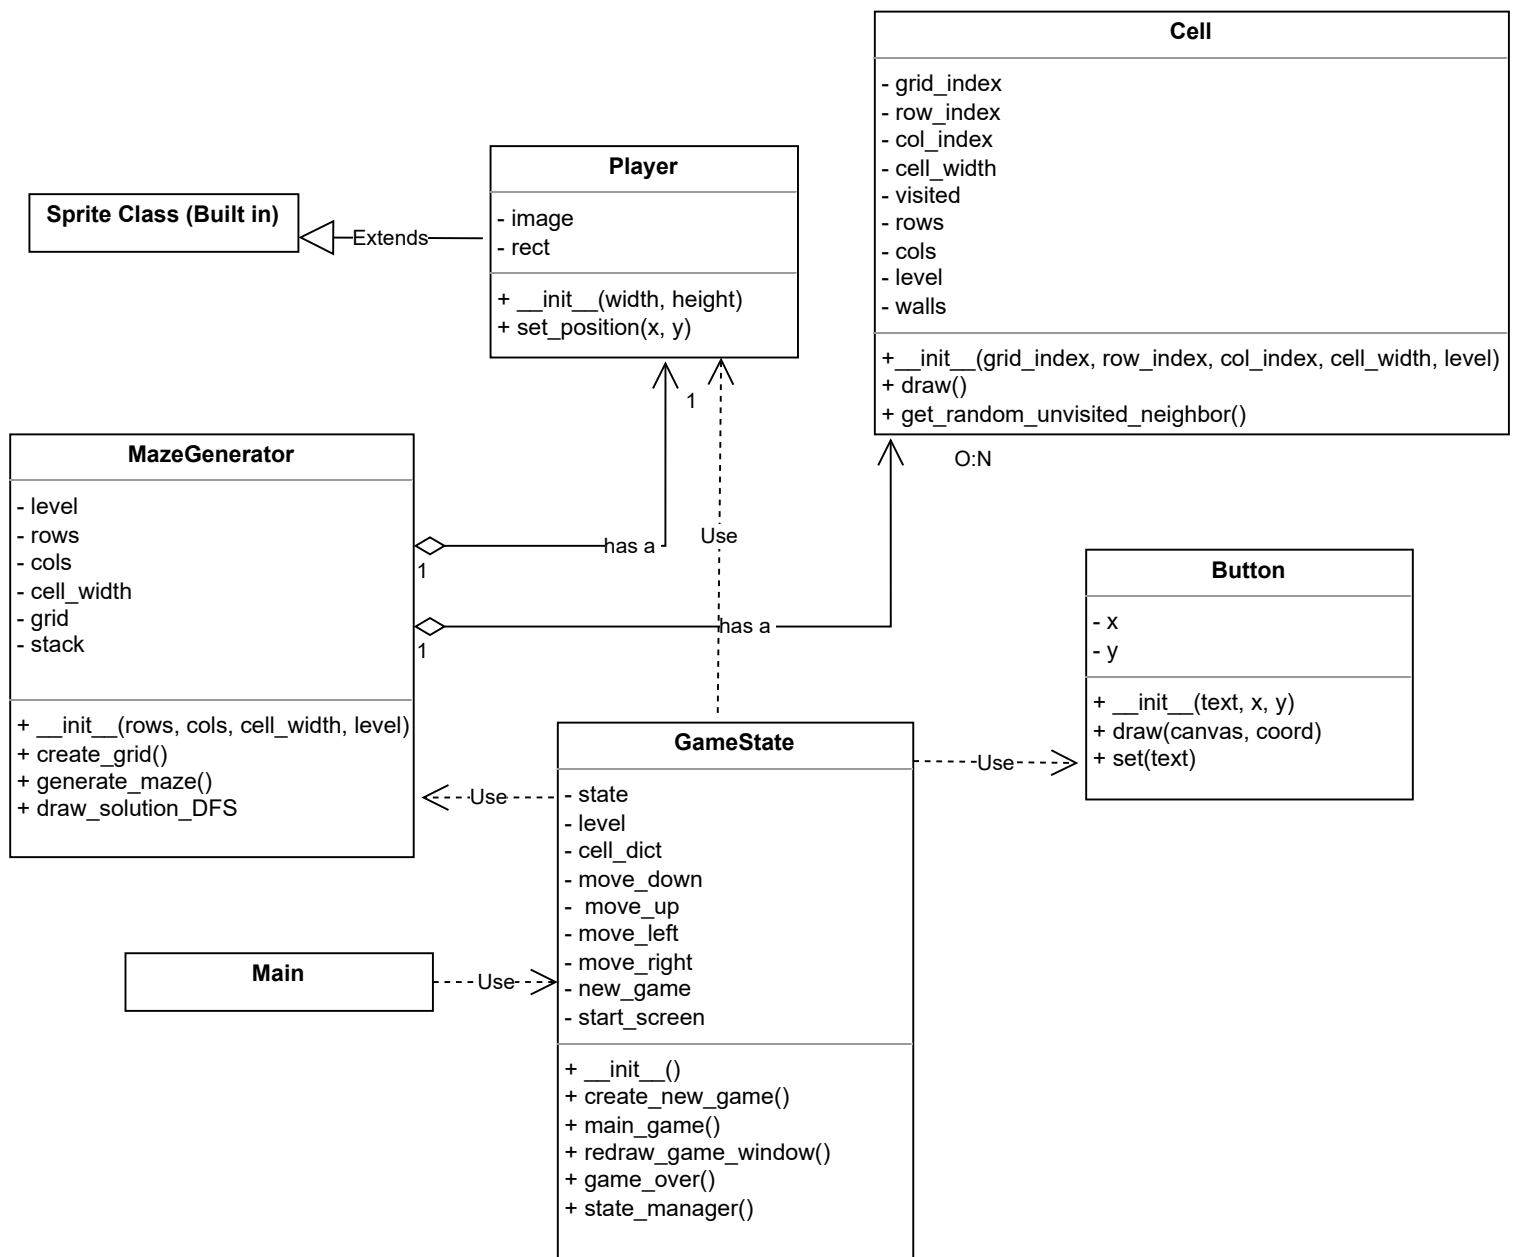 Cell
- grid_index
- row_index
- col_index
- cell_width
- visited
- rows
- cols
- level
- walls
+__init__(grid_index, row_index, col_index, cell_width, level)
+ draw()
+ get_random_unvisited_neighbor()
Player
- image
- rect
+ __init__(width, height)
+ set_position(x, y)
Sprite Class (Built in)
Extends
1
O:N
MazeGenerator
- level
- rows
- cols
- cell_width
- grid
- stack
+ __init__(rows, cols, cell_width, level)
+ create_grid()
+ generate_maze()
+ draw_solution_DFS
has a
1
Use
has a
1
Button
- x
- y
+ __init__(text, x, y)
+ draw(canvas, coord)
+ set(text)
GameState
- state
- level
- cell_dict
- move_down
-  move_up
- move_left
- move_right
- new_game
- start_screen
+ __init__()
+ create_new_game()
+ main_game()
+ redraw_game_window()
+ game_over()
+ state_manager()
Use
Use
Main
Use